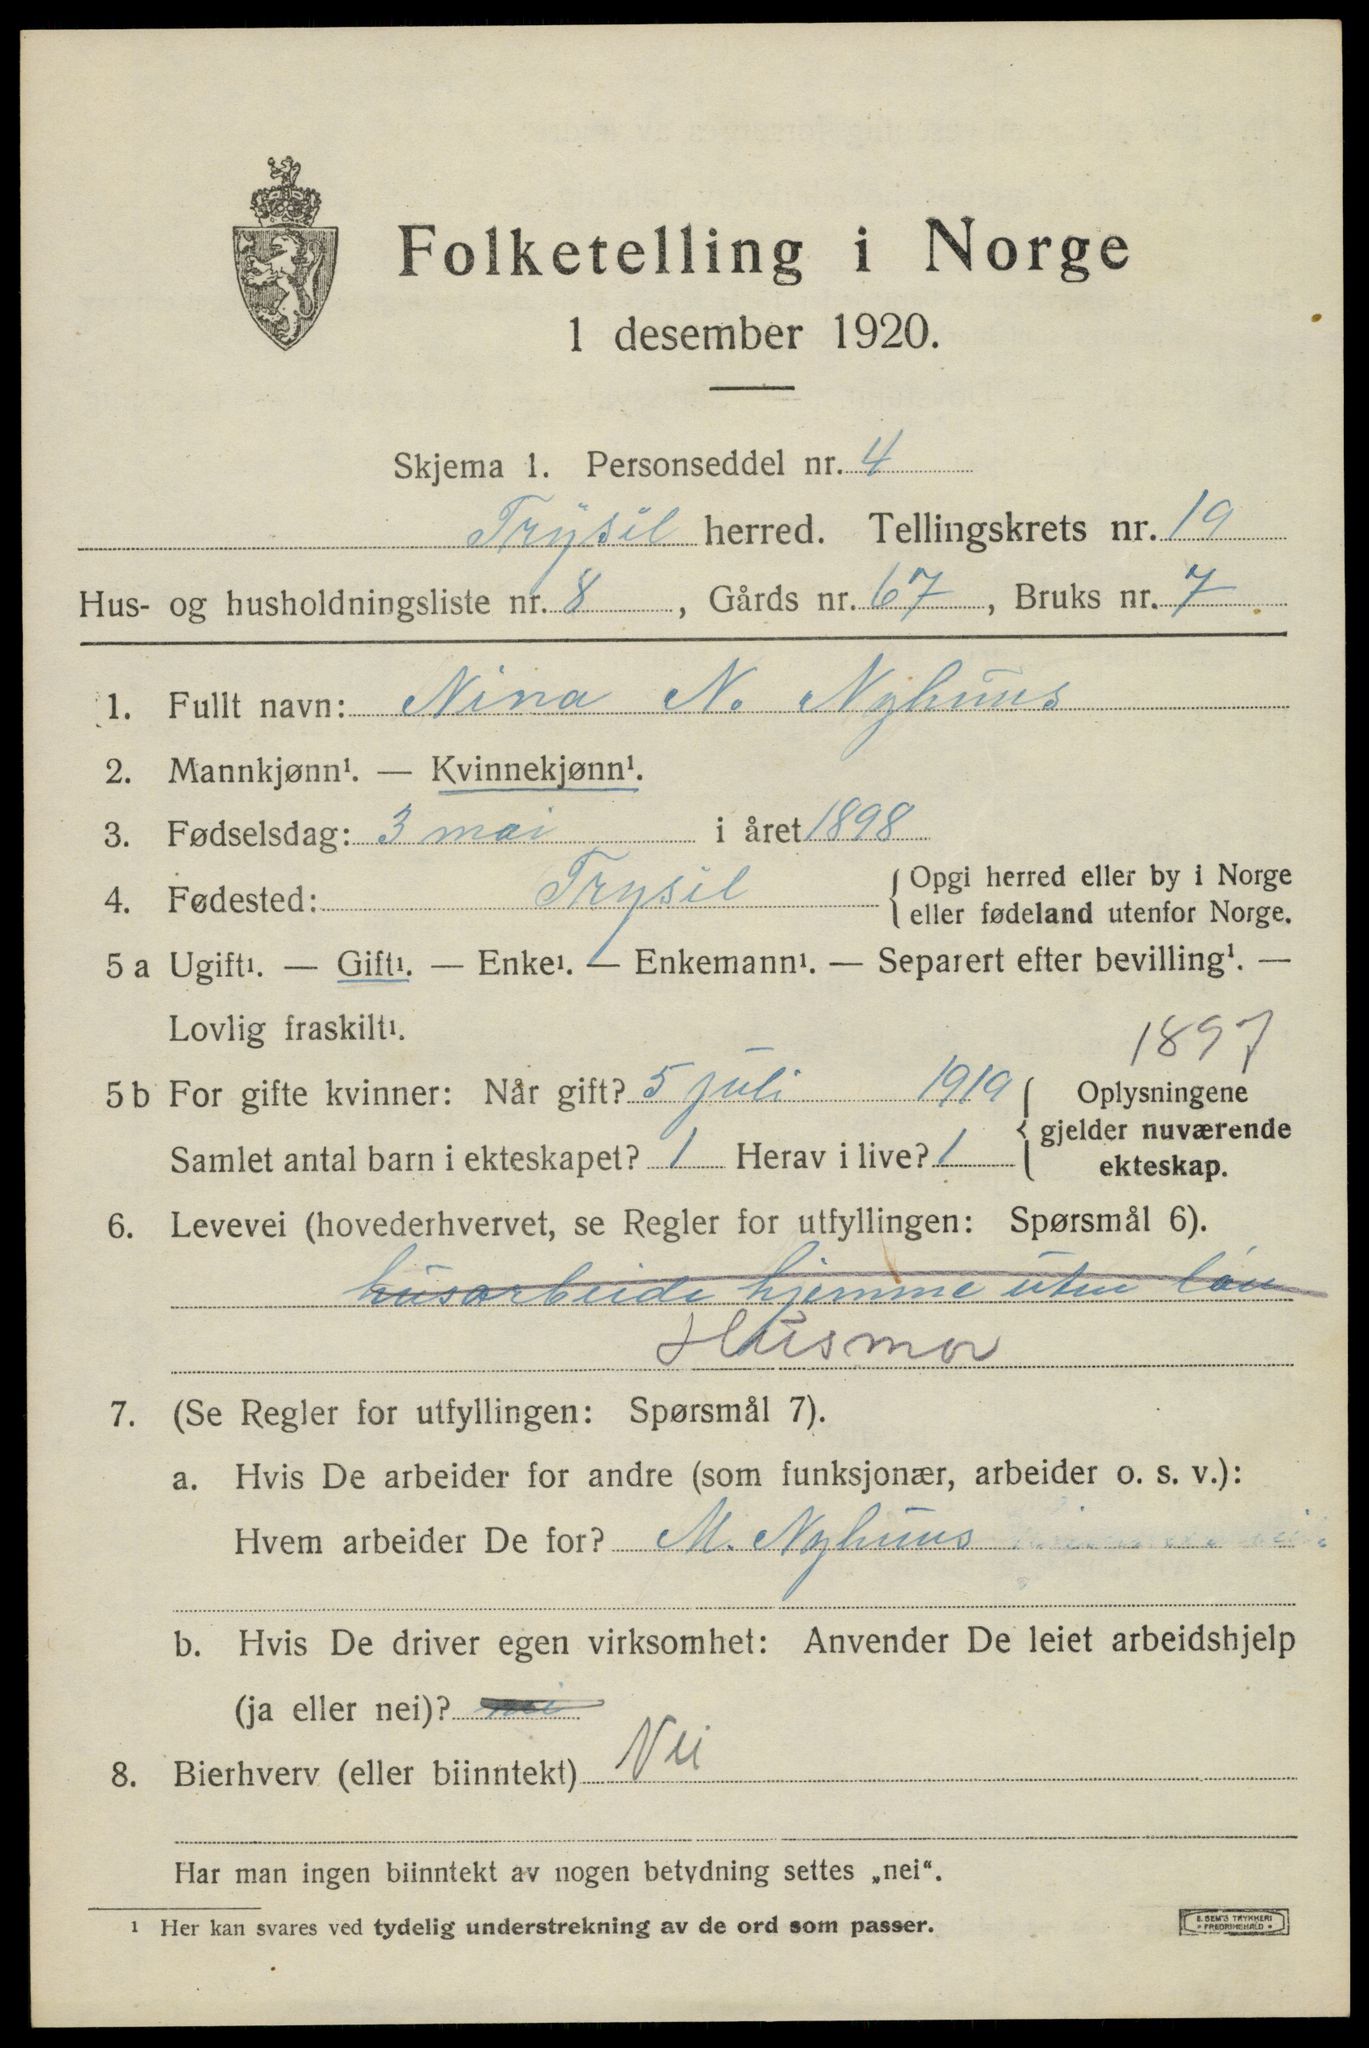 Folketelling i Norge
1 desember 1920.
Skjema 1. Personseddel nr. 4
Trysil herred. Tellingskrets nr. 19
Hus- og husholdningsliste nr. 8, Gårds nr. 67, Bruks nr. 7
1. Fullt navn: Nina N. Nyhuus
2. Mannkjønn¹. — Kvinnekjønn¹.
3. Fødselsdag: 3 mai i året 1898
4. Fødested: Trysil { Opgi herred eller by i Norge
eller fødeland utenfor Norge.
5 a Ugift¹. — Gift¹. — Enke¹. — Enkemann¹. — Separert efter bevilling¹. —
Lovlig fraskilt¹.
1897
5 b For gifte kvinner: Når gift? 5 juli 1919 { Oplysningene
gjelder nuværende
Samlet antal barn i ekteskapet? 1 Herav i live? 1
ekteskap.
6. Levevei (hovederhvervet, se Regler for utfyllingen: Spørsmål 6).
husarbeide hjemme uten løn
Husmor
7. (Se Regler for utfyllingen: Spørsmål 7).
a. Hvis De arbeider for andre (som funksjonær, arbeider o. s. v.):
Hvem arbeider De for? M. Nyhuus
b. Hvis De driver egen virksomhet: Anvender De leiet arbeidshjelp
(ja eller nei)? nei
8. Bierhverv (eller biinntekt) Nei
Har man ingen biinntekt av nogen betydning settes „nei“.
¹ Her kan svares ved tydelig understrekning av de ord som passer.
E. SEM'S TRYKKERI
* FREDRIKSHALD *